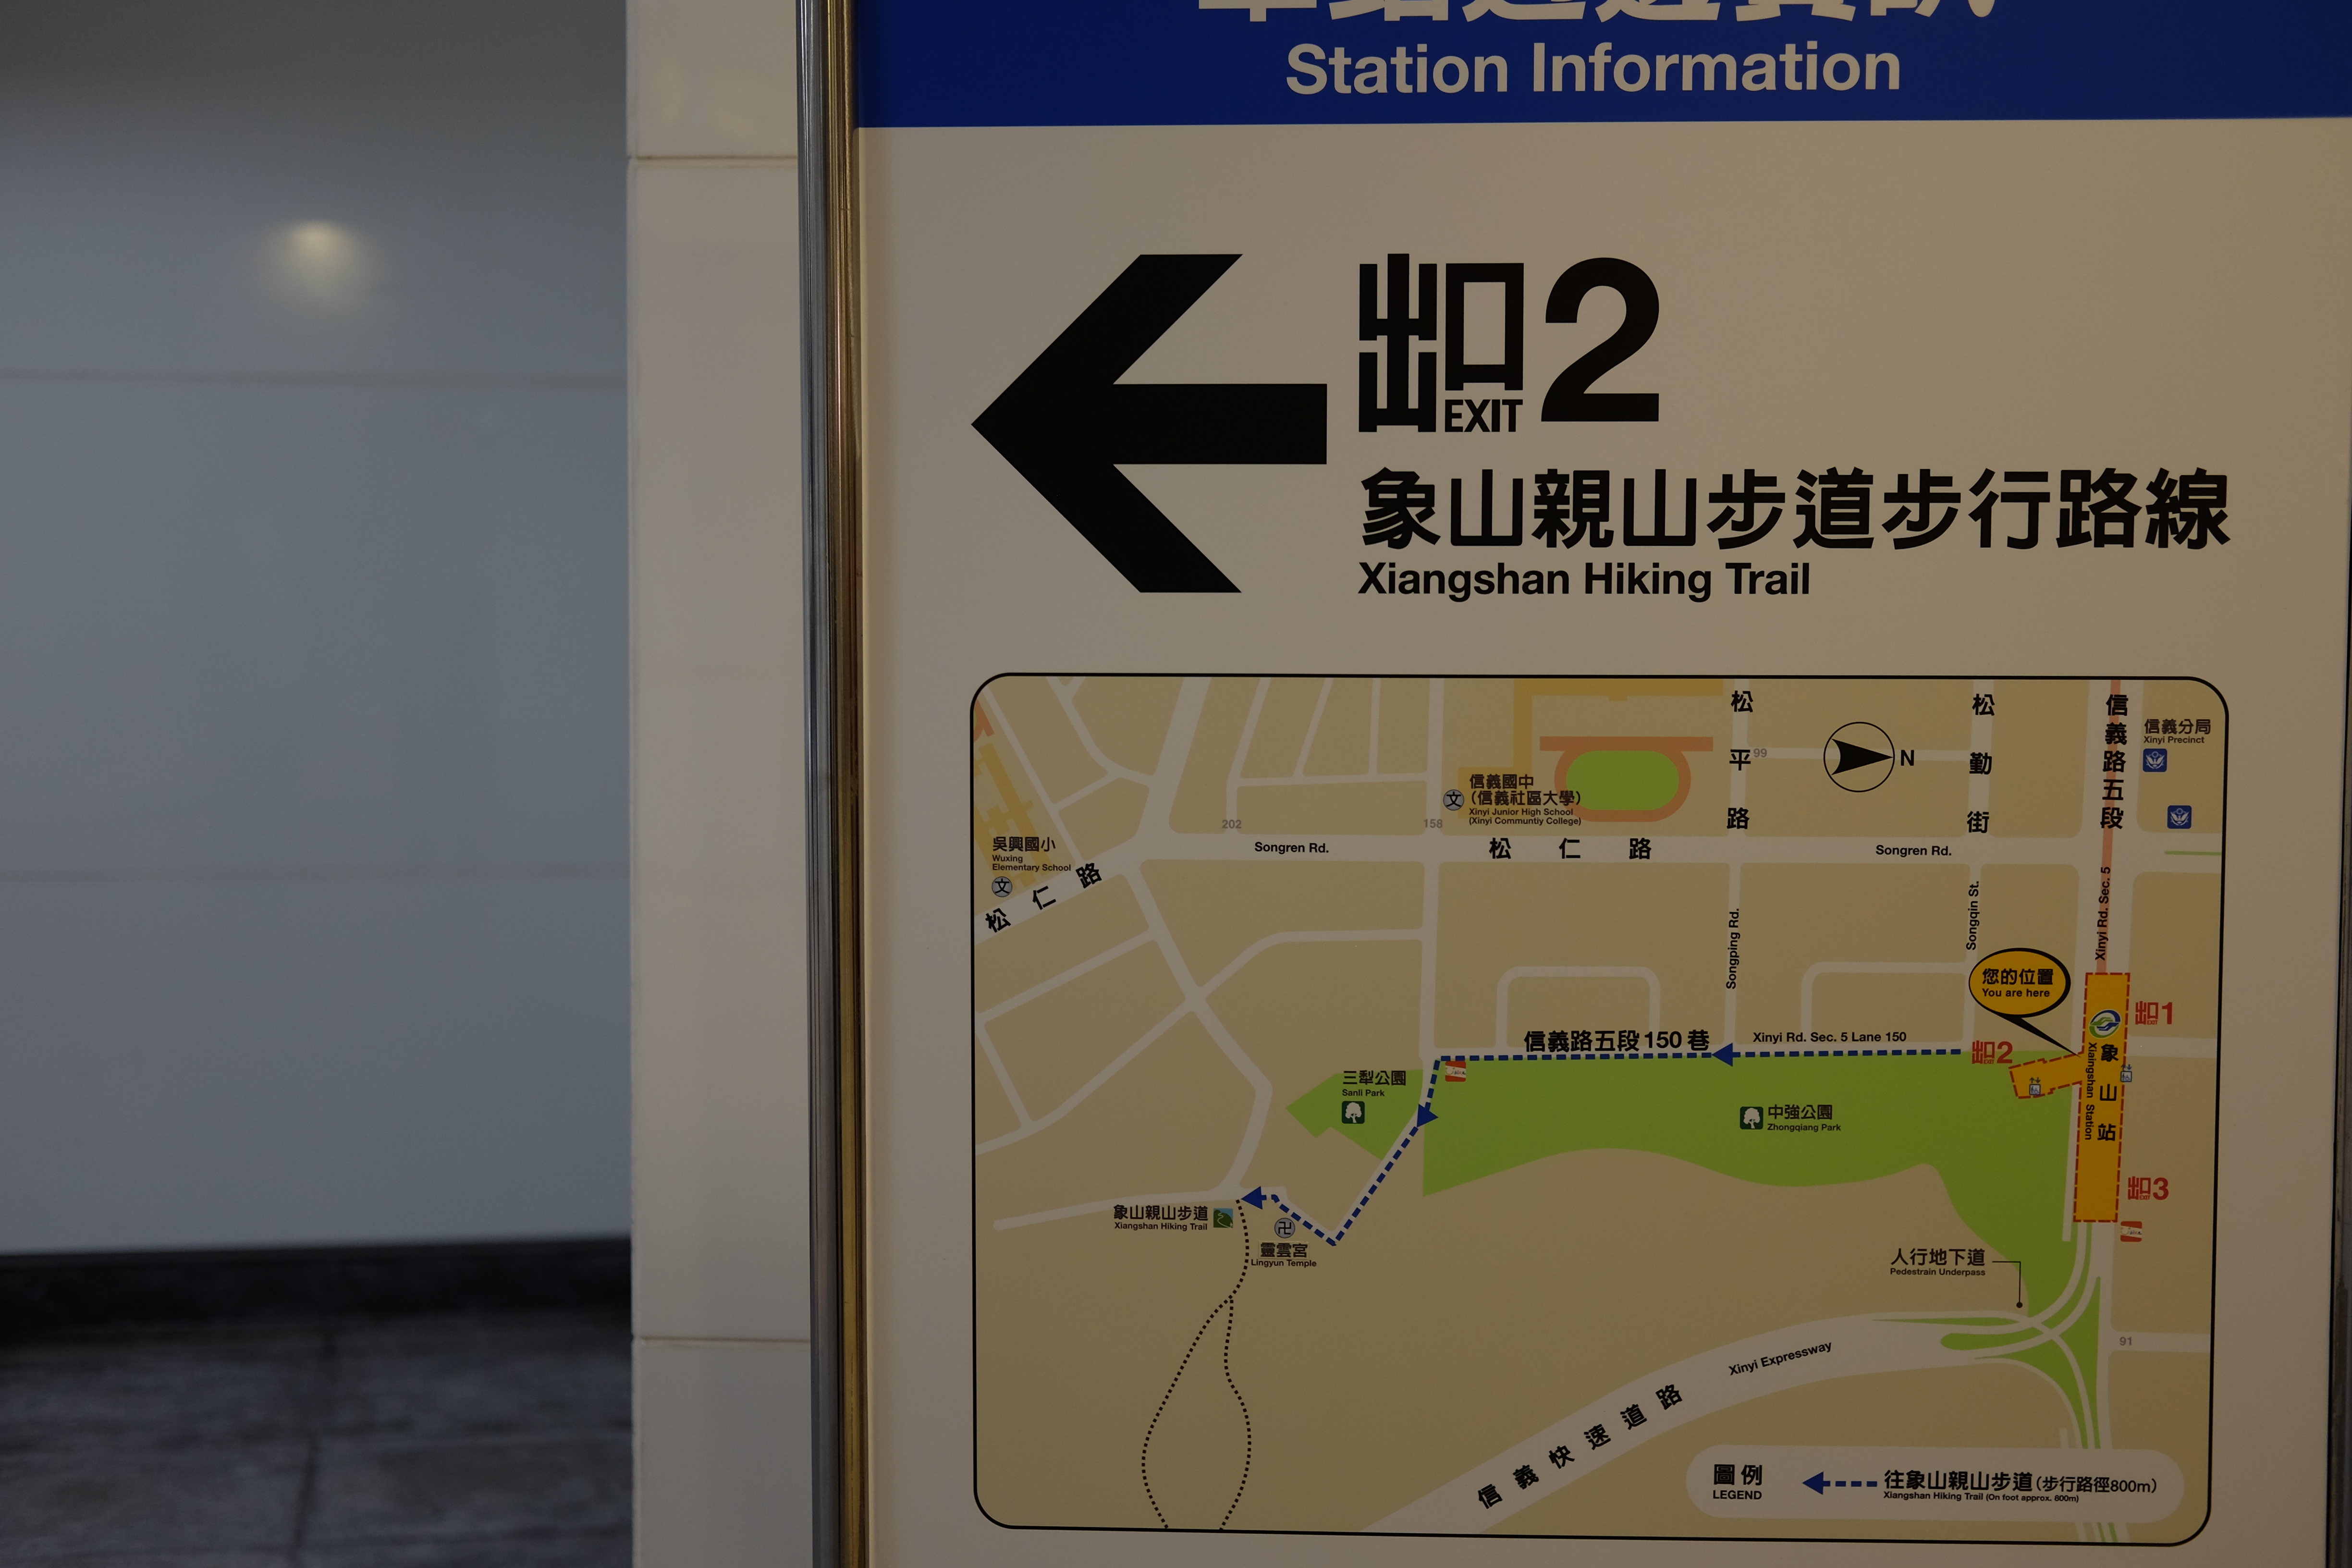 Station Information
出口 EXIT 2
象山親山步道步行路線
Xiangshan Hiking Trail
松平路
99
N
松勤街
信義路五段
信義分局
Xinyi Precinct
信義國中
(信義社區大學)
Xinyi Junior High School
(Xinyi Communtiy College)
文
202
158
吳興國小
Wuxing
Elementary School
文
松仁路
Songren Rd.
松仁路
Songren Rd.
Songping Rd.
Songqin St.
Xinyi Rd. Sec. 5
您的位置
You are here
出口1
信義路五段150巷
Xinyi Rd. Sec. 5 Lane 150
出口2
象山站
Xiangshan Station
三犁公園
Sanli Park
中強公園
Zhongqiang Park
出口3
象山親山步道
Xiangshan Hiking Trail
卍
靈雲宮
Lingyun Temple
人行地下道
Pedestrain Underpass
91
Xinyi Expressway
信義快速道路
圖例
LEGEND
往象山親山步道(步行路徑800m)
Xiangshan Hiking Trail (On foot approx. 800m)